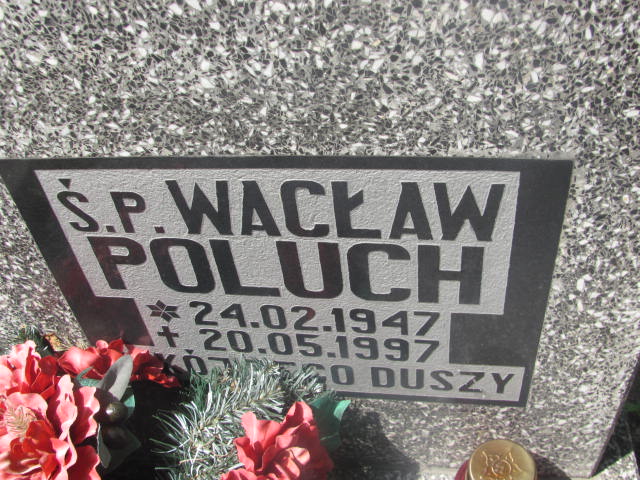 Ś.P. WACŁAW
POLUCH
* 24.02.1947
✝ 20.05.1997
DUSZY